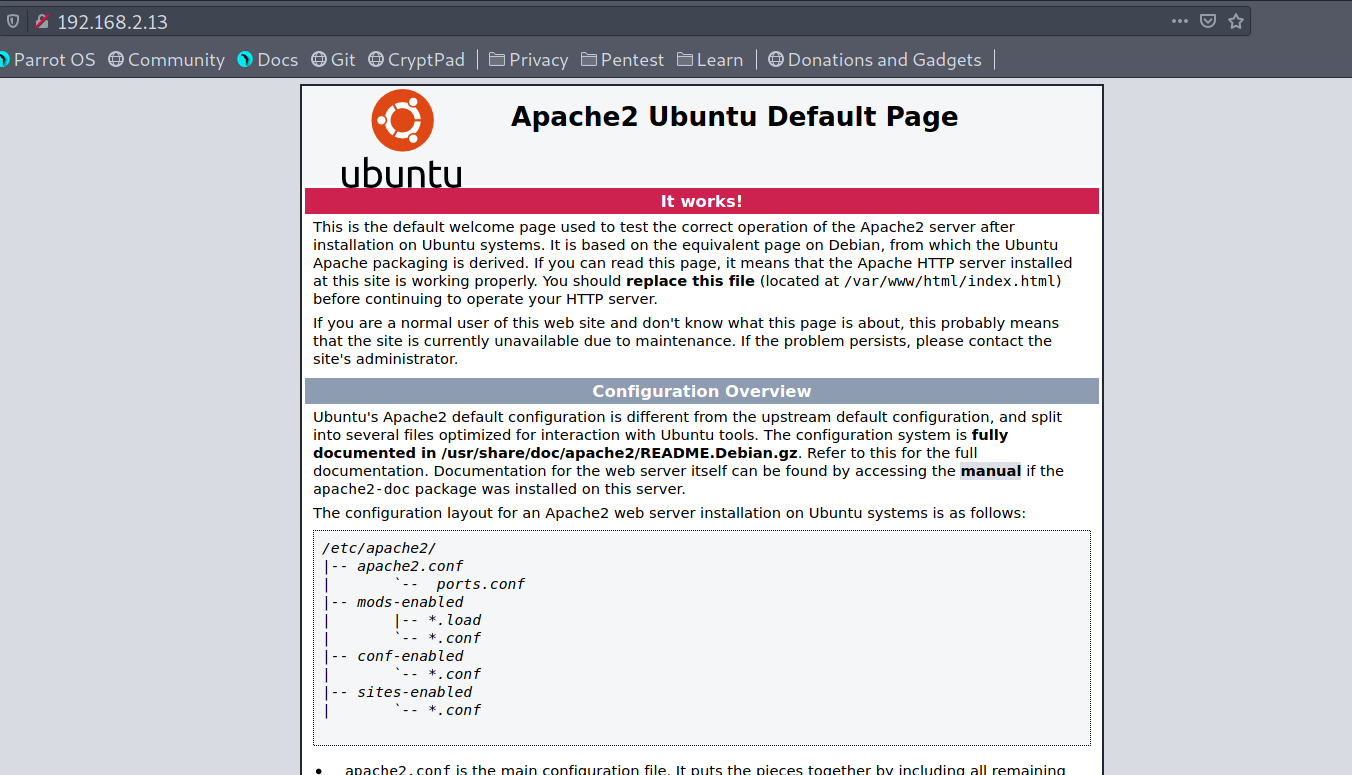 192.168.2.13
Parrot OS Community Docs Git CryptPad Privacy Pentest Learn Donations and Gadgets
ubuntu
Apache2 Ubuntu Default Page
It works!
This is the default welcome page used to test the correct operation of the Apache2 server after
installation on Ubuntu systems. It is based on the equivalent page on Debian, from which the Ubuntu
Apache packaging is derived. If you can read this page, it means that the Apache HTTP server installed
at this site is working properly. You should replace this file (located at /var/www/html/index.html)
before continuing to operate your HTTP server.
If you are a normal user of this web site and don't know what this page is about, this probably means
that the site is currently unavailable due to maintenance. If the problem persists, please contact the
site's administrator.
Configuration Overview
Ubuntu's Apache2 default configuration is different from the upstream default configuration, and split
into several files optimized for interaction with Ubuntu tools. The configuration system is fully
documented in /usr/share/doc/apache2/README.Debian.gz. Refer to this for the full
documentation. Documentation for the web server itself can be found by accessing the manual if the
apache2-doc package was installed on this server.
The configuration layout for an Apache2 web server installation on Ubuntu systems is as follows:
/etc/apache2/
|-- apache2.conf
|       `--  ports.conf
|-- mods-enabled
|       |-- *.load
|       `-- *.conf
|-- conf-enabled
|       `-- *.conf
|-- sites-enabled
|       `-- *.conf
• apache2.conf is the main configuration file. It puts the pieces together by including all remaining